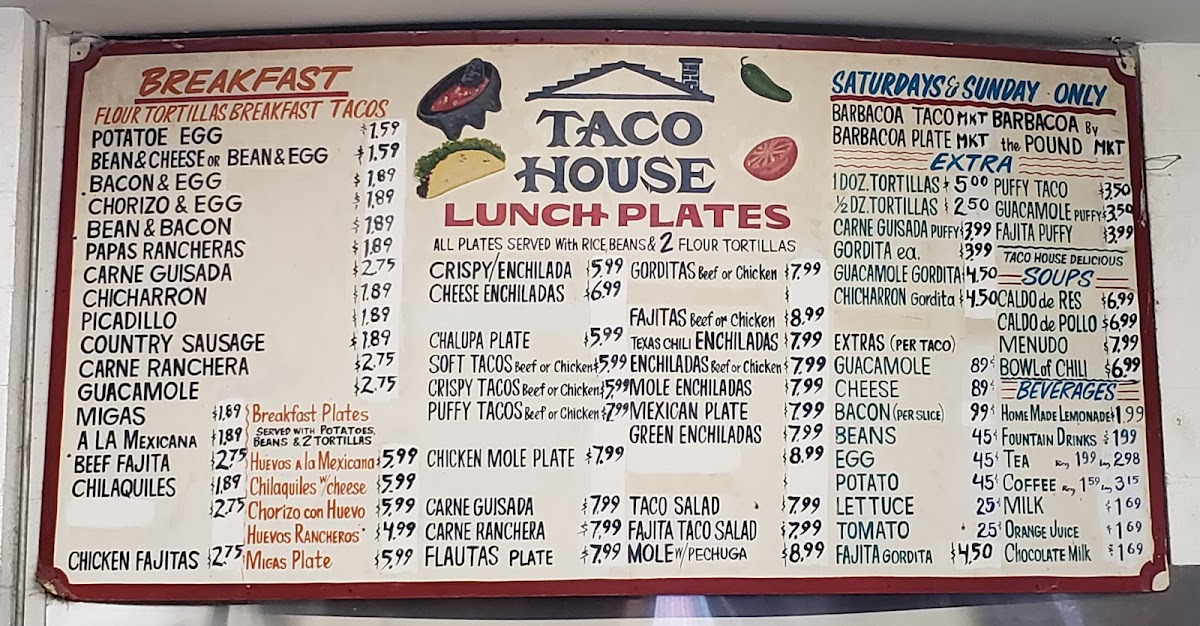 BREAKFAST
FLOUR TORTILLAS BREAKFAST TACOS
POTATOE EGG $1.59
BEAN & CHEESE OR BEAN & EGG $1.59
BACON & EGG $1.89
CHORIZO & EGG $1.89
BEAN & BACON $1.89
PAPAS RANCHERAS $1.89
CARNE GUISADA $2.75
CHICHARRON $1.89
PICADILLO $1.89
COUNTRY SAUSAGE $1.89
CARNE RANCHERA $2.75
GUACAMOLE $2.75
MIGAS $1.89
A LA MEXICANA $1.89
BEEF FAJITA $2.75
CHILAQUILES $1.89
$2.75
CHICKEN FAJITAS $2.75
Breakfast Plates
SERVED WITH POTATOES,
BEANS & 2 TORTILLAS
HUEVOS A la MEXICANA $5.99
Chilaquiles w/cheese $5.99
Chorizo con Huevo $5.99
HUEVOS RANCHEROS $4.99
MIGAS Plate $5.99
TACO
HOUSE
LUNCH PLATES
ALL PLATES SERVED With RICE, BEANS & 2 FLOUR TORTILLAS
CRISPY/ENCHILADA $5.99
CHEESE ENCHILADAS $6.99
CHALUPA PLATE $5.99
SOFT TACOS Beef or Chicken $5.99
CRISPY TACOS Beef or Chicken $5.99
PUFFY TACOS Beef or Chicken $7.99
CHICKEN MOLE PLATE $7.99
CARNE GUISADA $7.99
CARNE RANCHERA $7.99
FLAUTAS PLATE $7.99
GORDITAS Beef or Chicken $7.99
$
FAJITAS Beef or Chicken $8.99
TEXAS CHILI ENCHILADAS $7.99
ENCHILADAS Beef or Chicken $7.99
MOLE ENCHILADAS $7.99
MEXICAN PLATE $7.99
GREEN ENCHILADAS $7.99
$8.99
TACO SALAD $7.99
FAJITA TACO SALAD $7.99
MOLE W/PECHUGA $8.99
SATURDAYS & SUNDAY ONLY
BARBACOA TACO MKT
BARBACOA PLATE MKT
BARBACOA By
the POUND MKT
EXTRA
1 DOZ. TORTILLAS $5.00
½ DZ. TORTILLAS $2.50
CARNE GUISADA PUFFY $3.99
GORDITA ea. $3.99
GUACAMOLE GORDITA $4.50
CHICHARRON Gordita $4.50
PUFFY TACO $3.50
GUACAMOLE PUFFY $3.50
FAJITA PUFFY $3.99
EXTRAS (PER TACO)
GUACAMOLE 89¢
CHEESE 89¢
BACON (PER SLICE) 99¢
BEANS 45¢
EGG 45¢
POTATO 45¢
LETTUCE 25¢
TOMATO 25¢
FAJITA GORDITA $4.50
TACO HOUSE DELICIOUS
SOUPS
CALDO de RES $6.99
CALDO de POLLO $6.99
MENUDO $7.99
BOWL of CHILI $6.99
BEVERAGES
HOME MADE LEMONADE $1.99
FOUNTAIN DRINKS $1.99
TEA Reg 1.99 Lg 2.98
COFFEE Reg 1.59 Lg 3.15
MILK $1.69
ORANGE JUICE $1.69
CHOCOLATE MILK $1.69